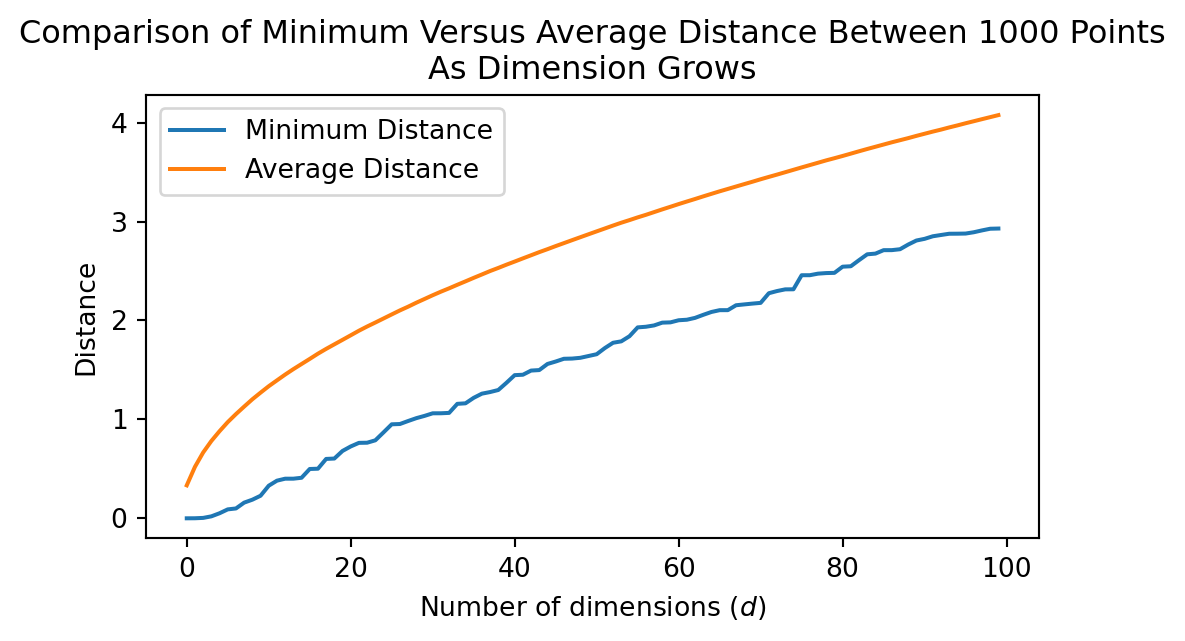 Comparison of Minimum Versus Average Distance Between 1000 Points
As Dimension Grows
Minimum Distance
Average Distance
Distance
4
3
2
1
0
0 20 40 60 80 100
Number of dimensions (d)